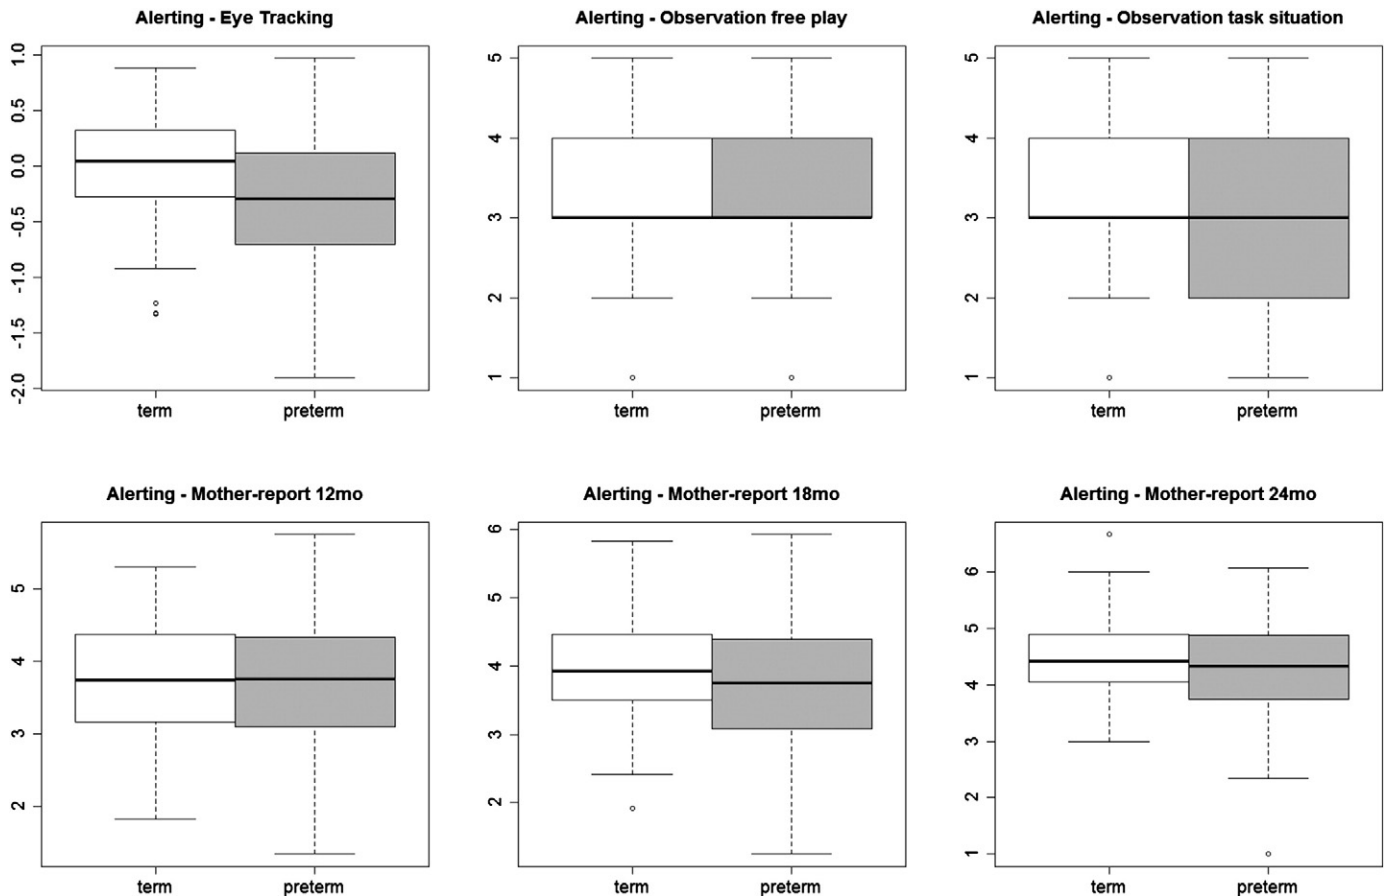 Alerting - Eye Tracking
1.0
0.5
0.0
-0.5
-1.0
-1.5
-2.0
term preterm
Alerting - Observation free play
5
4
3
2
1
term preterm
Alerting - Observation task situation
5
4
3
2
1
term preterm
Alerting - Mother-report 12mo
5
4
3
2
term preterm
Alerting - Mother-report 18mo
6
5
4
3
2
term preterm
Alerting - Mother-report 24mo
6
5
4
3
2
1
term preterm